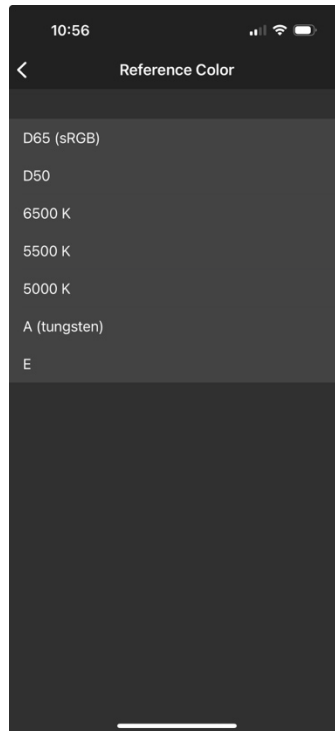 10:56
Reference Color
D65 (sRGB)
D50
6500 K
5500 K
5000 K
A (tungsten)
E